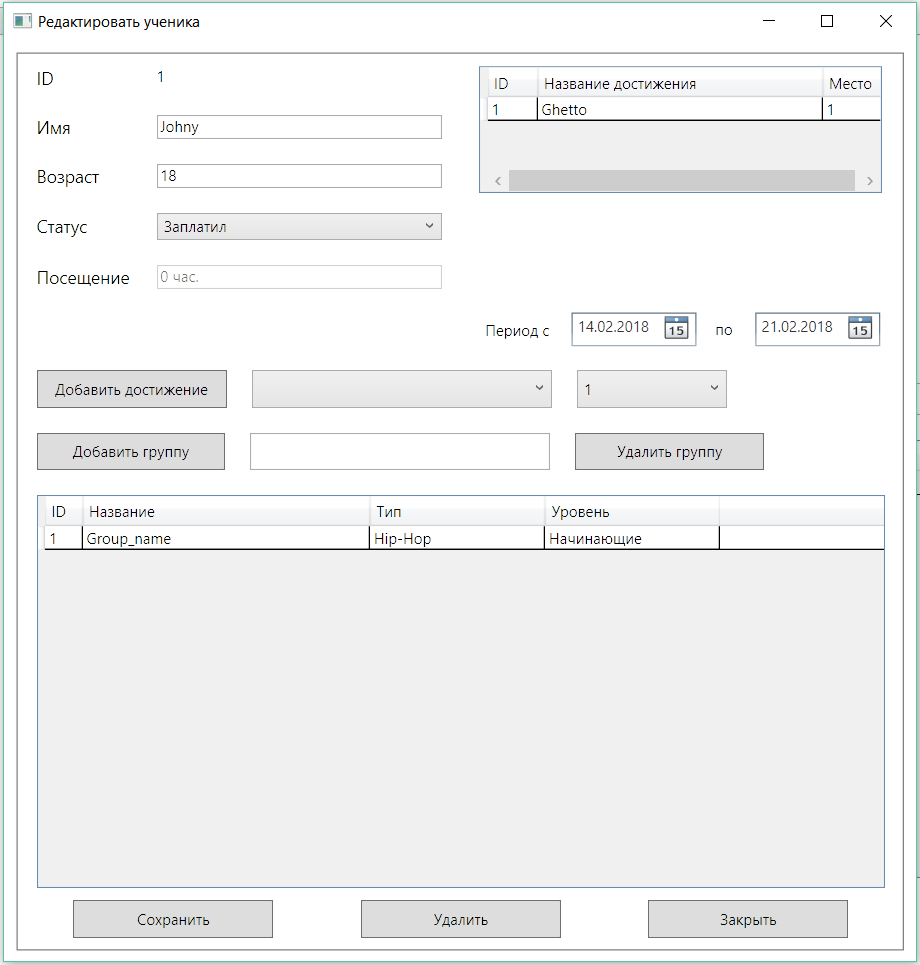 Редактировать ученика
ID 1
Имя Johny
Возраст 18
Статус Заплатил
Посещение 0 час.
ID Название достижения Место
1 Ghetto 1
Период с 14.02.2018 15 по 21.02.2018 15
Добавить достижение 1
Добавить группу Удалить группу
ID Название Тип Уровень
1 Group_name Hip-Hop Начинающие
Сохранить Удалить Закрыть